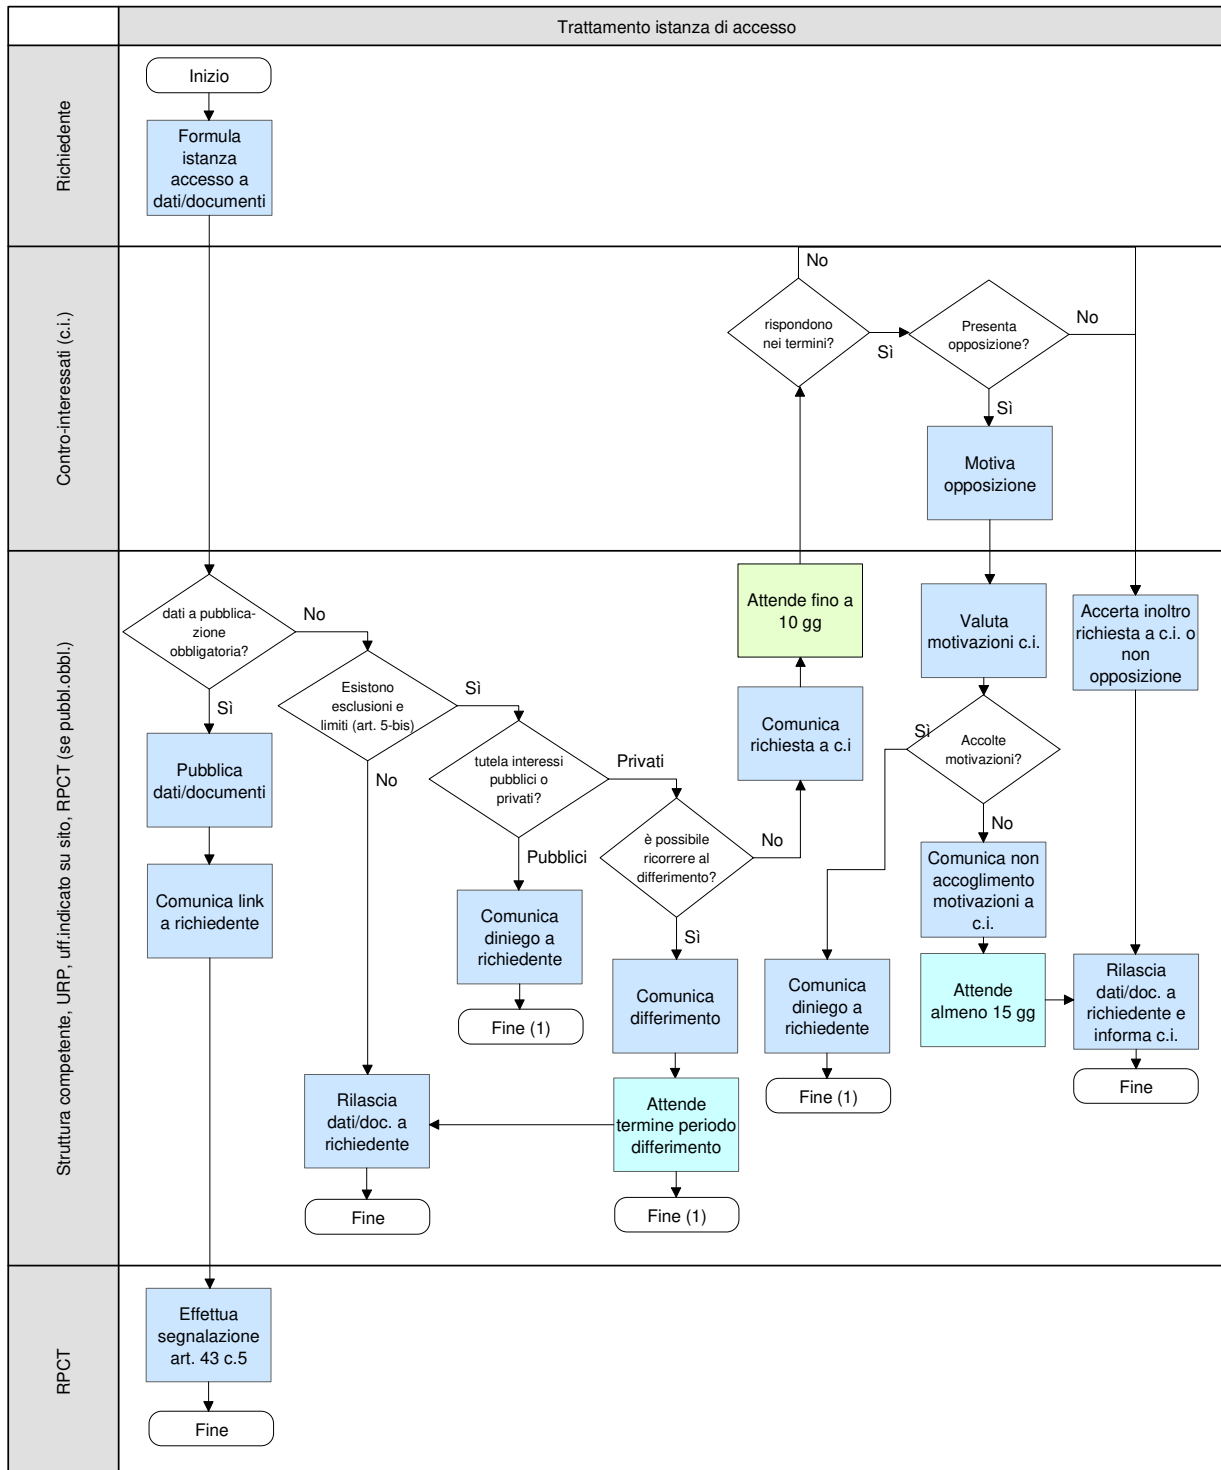 Trattamento istanza di accesso
Richiedente
Inizio
Formula
istanza
accesso a
dati/documenti
Contro-interessati (c.i.)
No
rispondono
nei termini?
Sì
Presenta
opposizione?
No
Sì
Motiva
opposizione
Struttura competente, URP, uff.indicato su sito, RPCT (se pubbl.obbl.)
dati a pubblica-
zione
obbligatoria?
No
Sì
Pubblica
dati/documenti
Comunica link
a richiedente
Esistono
esclusioni e
limiti (art. 5-bis)
Sì
No
tutela interessi
pubblici o
privati?
Privati
Pubblici
Comunica
diniego a
richiedente
Fine (1)
è possibile
ricorrere al
differimento?
No
Sì
Comunica
differimento
Attende
termine periodo
differimento
Fine (1)
Rilascia
dati/doc. a
richiedente
Fine
Comunica
richiesta a c.i
Attende fino a
10 gg
Valuta
motivazioni c.i.
Accolte
motivazioni?
Sì
No
Comunica
diniego a
richiedente
Fine (1)
Comunica non
accoglimento
motivazioni a
c.i.
Attende
almeno 15 gg
Accerta inoltro
richiesta a c.i. o
non
opposizione
Rilascia
dati/doc. a
richiedente e
informa c.i.
Fine
RPCT
Effettua
segnalazione
art. 43 c.5
Fine